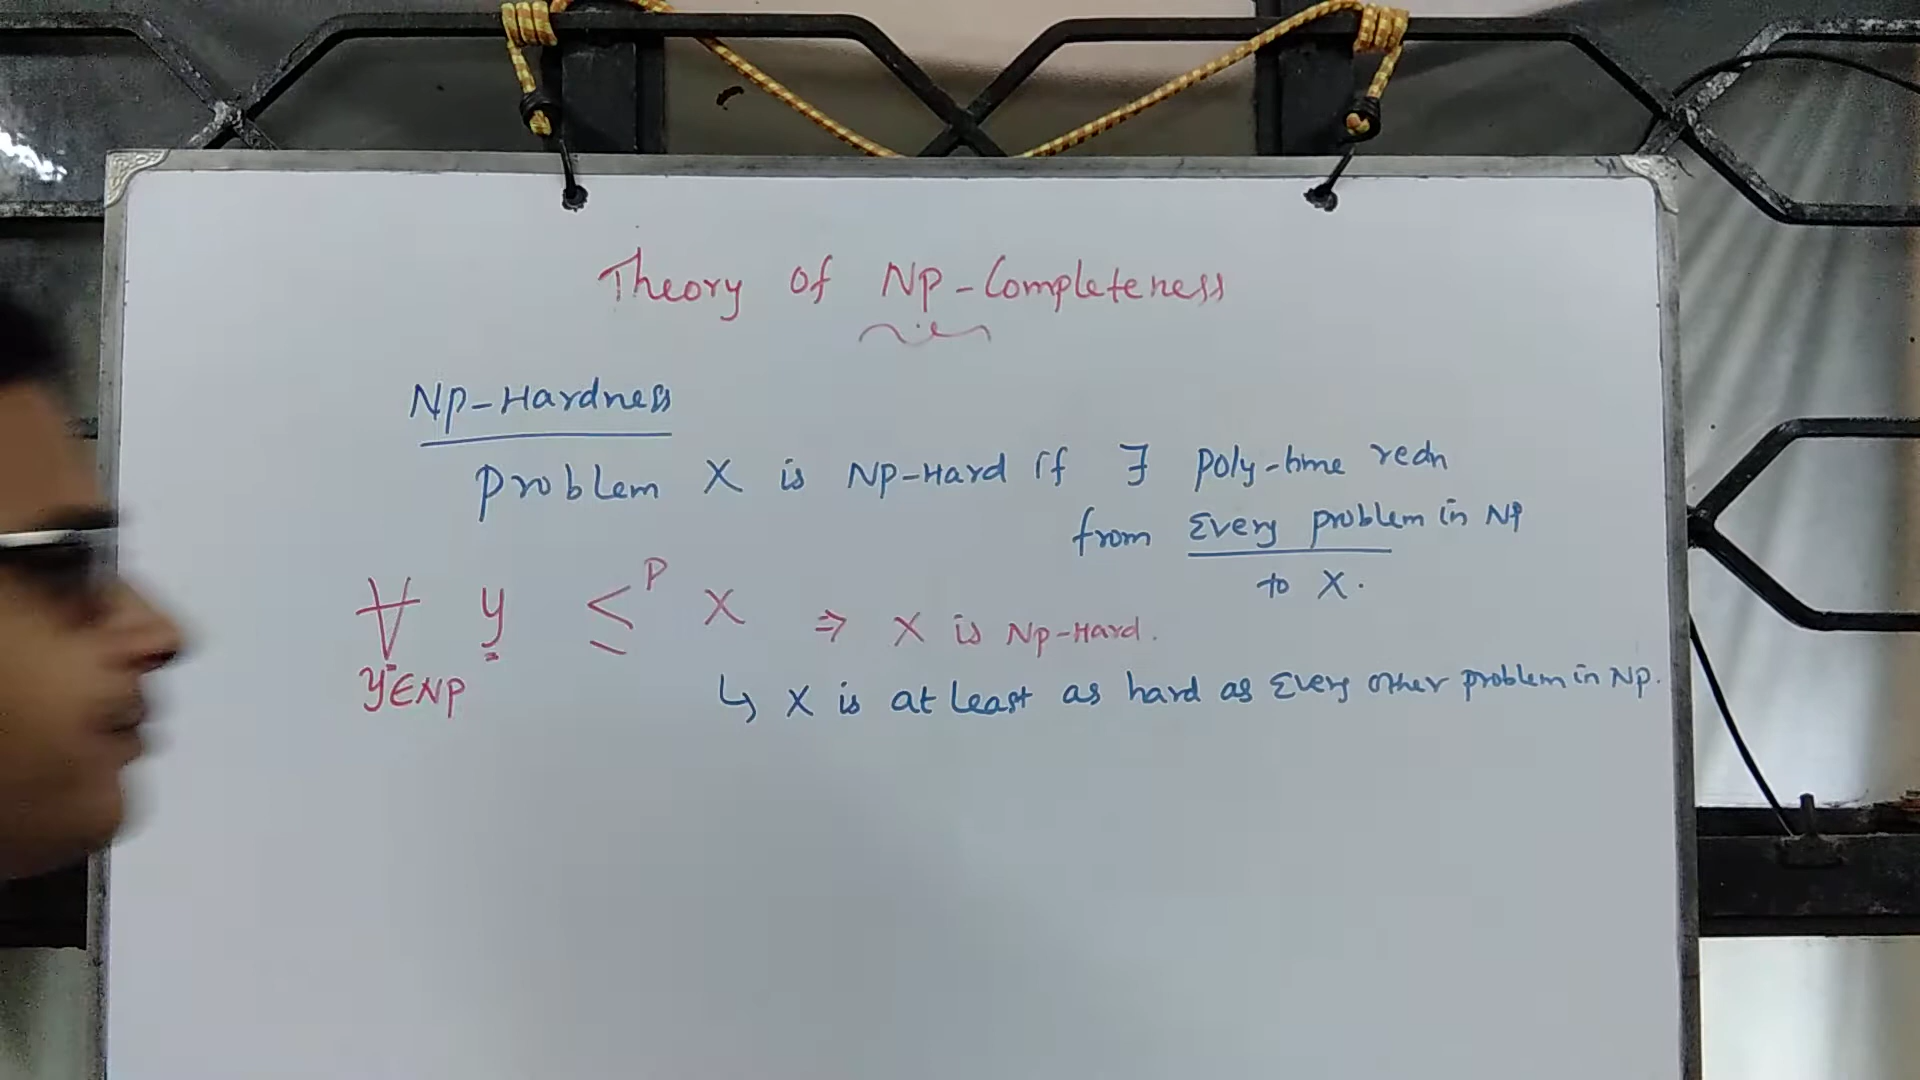 Theory of NP-Completeness
NP-Hardness
Problem X is NP-Hard if ∃ poly-time redn
from Every problem in NP
to X.
∀ y ≤ᴾ X ⇒ X is NP-Hard.
y∈NP
↳ X is at least as hard as Every other problem in NP.